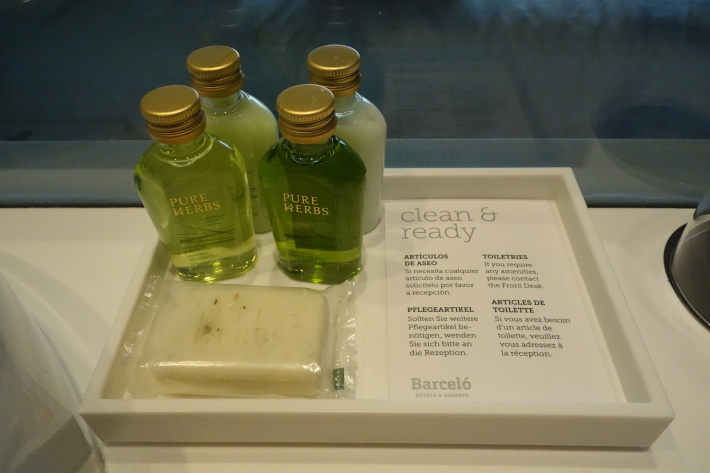 PURE
HERBS
PURE
HERBS
clean &
ready
ARTÍCULOS
DE ASEO
Si necesita cualquier
artículo de aseo
solicítelo por favor
a recepción.
TOILETRIES
If you require
any amenities,
please contact
the Front Desk.
PFLEGEARTIKEL
Sollten Sie weitere
Pflegeartikel be-
nötigen, wenden
Sie sich bitte an
die Rezeption.
ARTICLES DE
TOILETTE
Si vous avez besoin
d'un article de
toilette, veuillez
vous adressez à
la réception.
Barceló
HOTELS & RESORTS